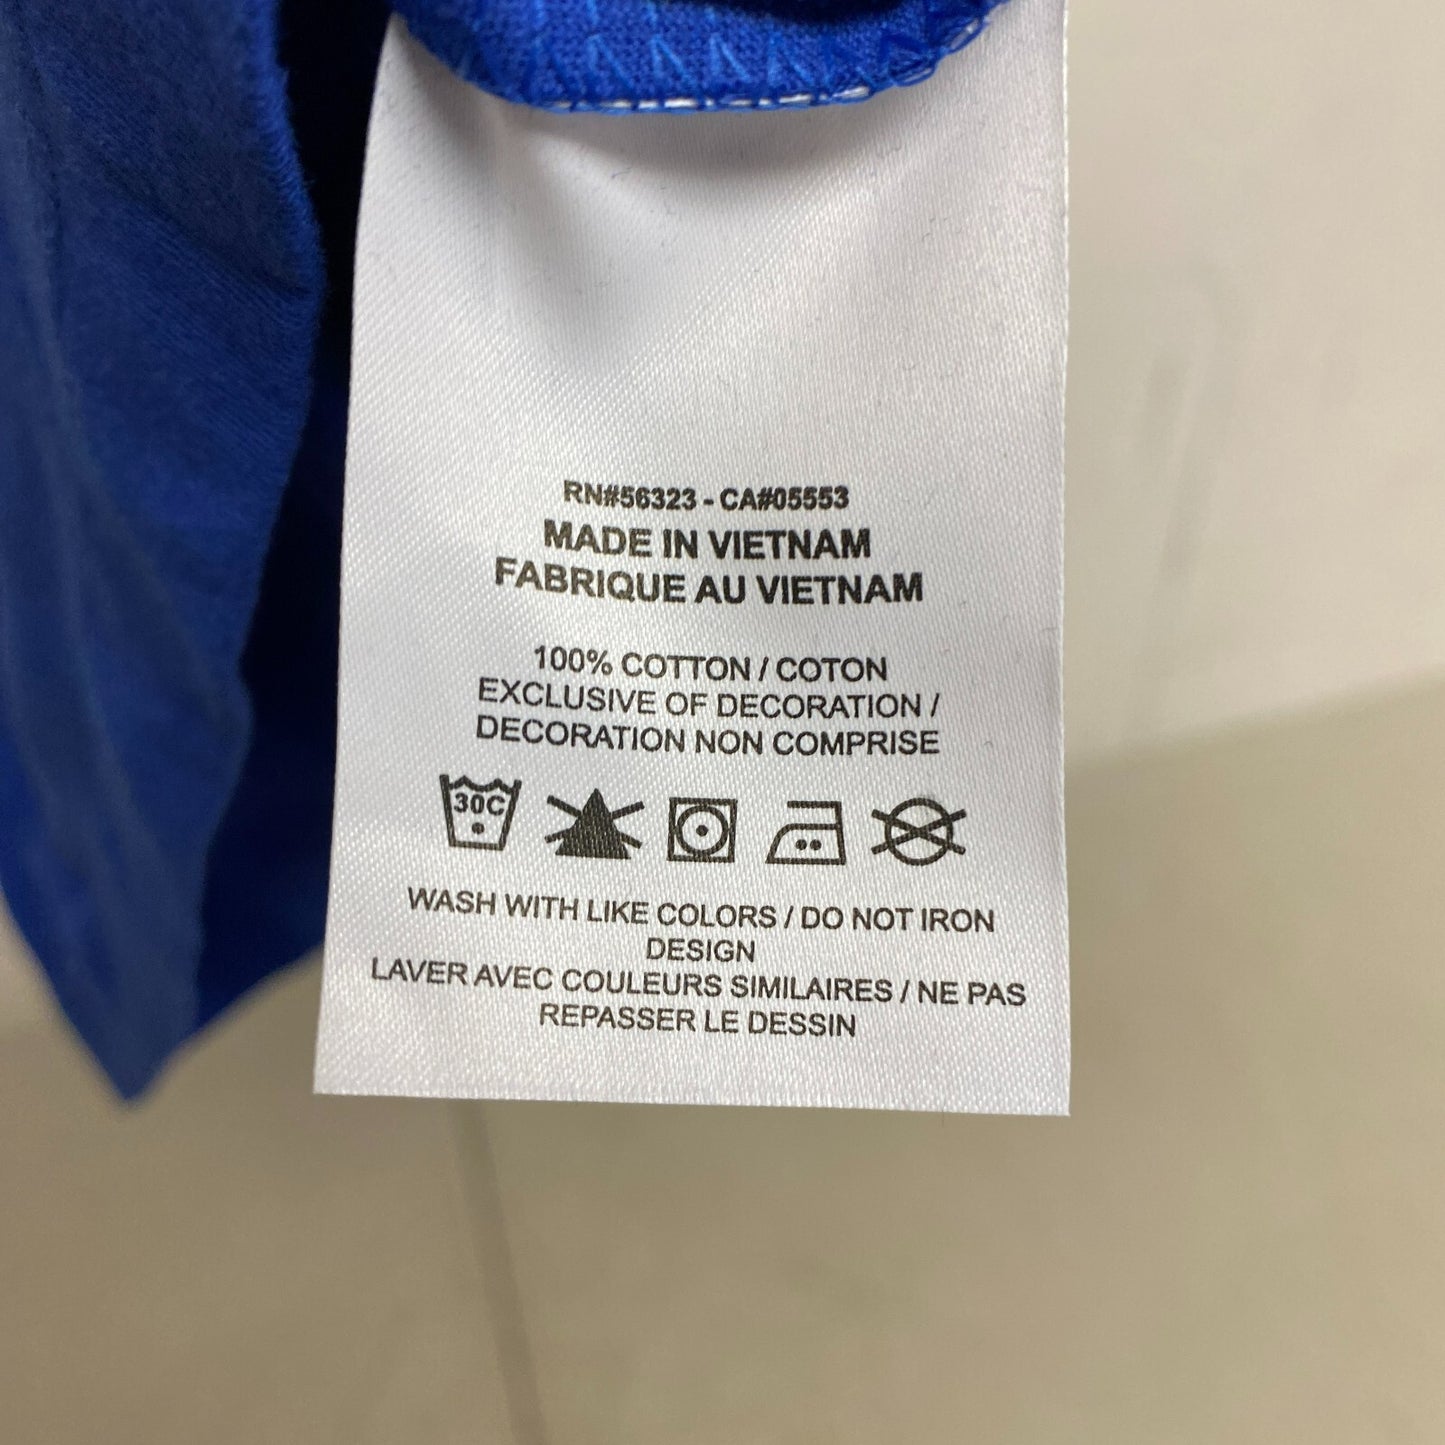 RN#56323 - CA#05553
MADE IN VIETNAM
FABRIQUE AU VIETNAM
100% COTTON / COTON
EXCLUSIVE OF DECORATION /
DECORATION NON COMPRISE
30C
WASH WITH LIKE COLORS / DO NOT IRON
DESIGN
LAVER AVEC COULEURS SIMILAIRES / NE PAS
REPASSER LE DESSIN